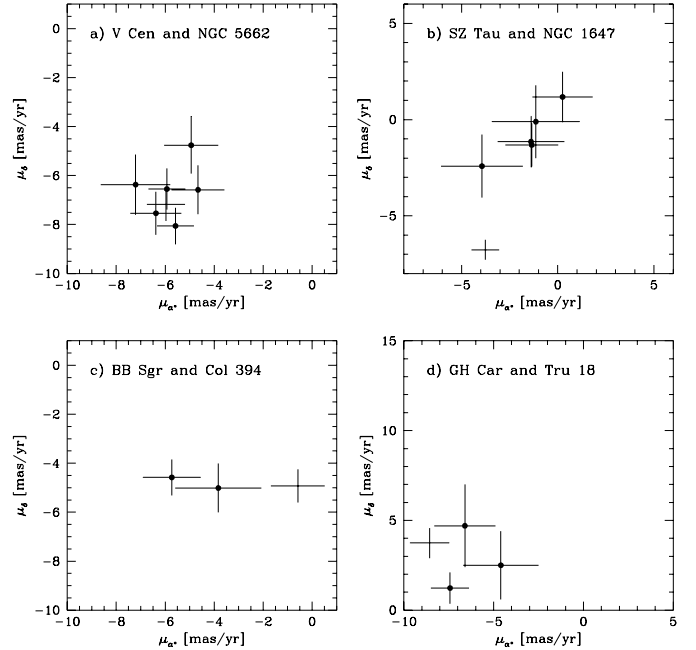 a) V Cen and NGC 5662
0
-2
-4
-6
-8
-10
μδ [mas/yr]
-10 -8 -6 -4 -2 0
μα* [mas/yr]
b) SZ Tau and NGC 1647
5
0
-5
μδ [mas/yr]
-5 0 5
μα* [mas/yr]
c) BB Sgr and Col 394
0
-2
-4
-6
-8
-10
μδ [mas/yr]
-10 -8 -6 -4 -2 0
μα* [mas/yr]
d) GH Car and Tru 18
15
10
5
0
μδ [mas/yr]
-10 -5 0 5
μα* [mas/yr]